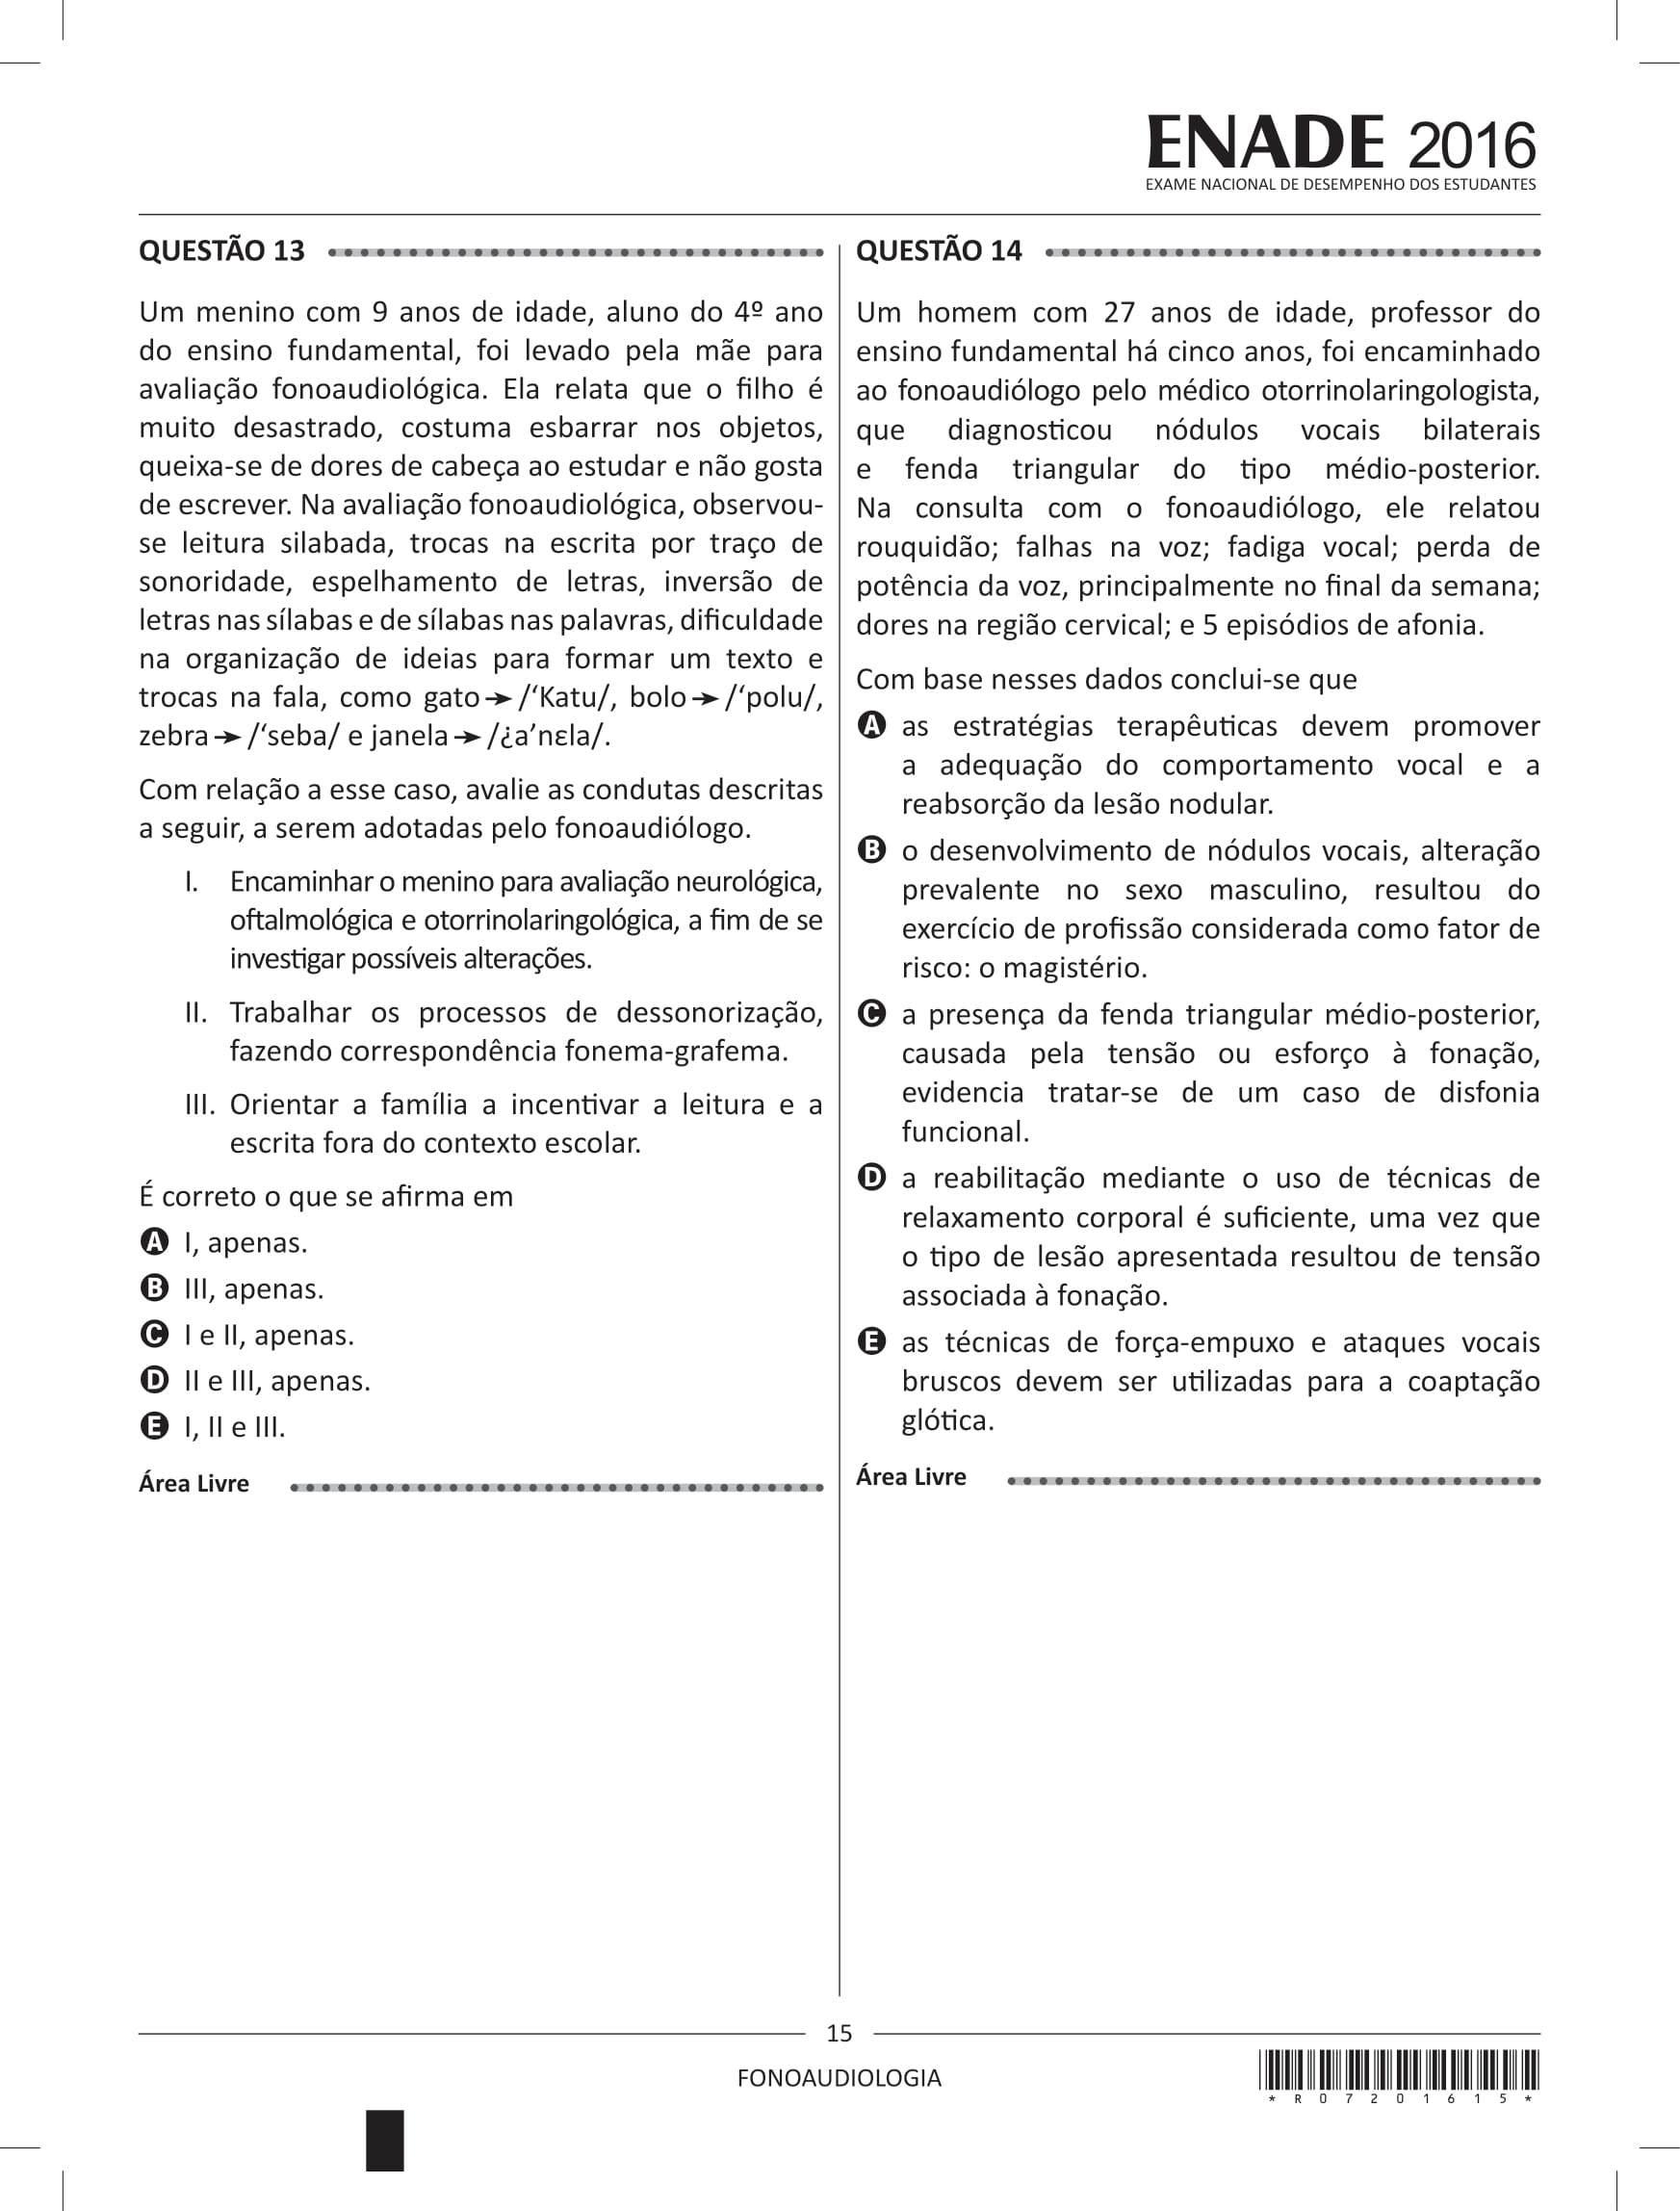 ENADE 2016
EXAME NACIONAL DE DESEMPENHO DOS ESTUDANTES
QUESTÃO 13
Um menino com 9 anos de idade, aluno do 4º ano
do ensino fundamental, foi levado pela mãe para
avaliação fonoaudiológica. Ela relata que o filho é
muito desastrado, costuma esbarrar nos objetos,
queixa-se de dores de cabeça ao estudar e não gosta
de escrever. Na avaliação fonoaudiológica, observou-
se leitura silabada, trocas na escrita por traço de
sonoridade, espelhamento de letras, inversão de
letras nas sílabas e de sílabas nas palavras, dificuldade
na organização de ideias para formar um texto e
trocas na fala, como gato➛/‘Katu/, bolo➛/‘polu/,
zebra➛/‘seba/ e janela➛/¿a’nɛla/.
Com relação a esse caso, avalie as condutas descritas
a seguir, a serem adotadas pelo fonoaudiólogo.
I. Encaminhar o menino para avaliação neurológica,
oftalmológica e otorrinolaringológica, a fim de se
investigar possíveis alterações.
II. Trabalhar os processos de dessonorização,
fazendo correspondência fonema-grafema.
III. Orientar a família a incentivar a leitura e a
escrita fora do contexto escolar.
É correto o que se afirma em
A I, apenas.
B III, apenas.
C I e II, apenas.
D II e III, apenas.
E I, II e III.
Área Livre
QUESTÃO 14
Um homem com 27 anos de idade, professor do
ensino fundamental há cinco anos, foi encaminhado
ao fonoaudiólogo pelo médico otorrinolaringologista,
que diagnosticou nódulos vocais bilaterais
e fenda triangular do tipo médio-posterior.
Na consulta com o fonoaudiólogo, ele relatou
rouquidão; falhas na voz; fadiga vocal; perda de
potência da voz, principalmente no final da semana;
dores na região cervical; e 5 episódios de afonia.
Com base nesses dados conclui-se que
A as estratégias terapêuticas devem promover
a adequação do comportamento vocal e a
reabsorção da lesão nodular.
B o desenvolvimento de nódulos vocais, alteração
prevalente no sexo masculino, resultou do
exercício de profissão considerada como fator de
risco: o magistério.
C a presença da fenda triangular médio-posterior,
causada pela tensão ou esforço à fonação,
evidencia tratar-se de um caso de disfonia
funcional.
D a reabilitação mediante o uso de técnicas de
relaxamento corporal é suficiente, uma vez que
o tipo de lesão apresentada resultou de tensão
associada à fonação.
E as técnicas de força-empuxo e ataques vocais
bruscos devem ser utilizadas para a coaptação
glótica.
Área Livre
15
FONOAUDIOLOGIA
* R 0 7 2 0 1 6 1 5 *